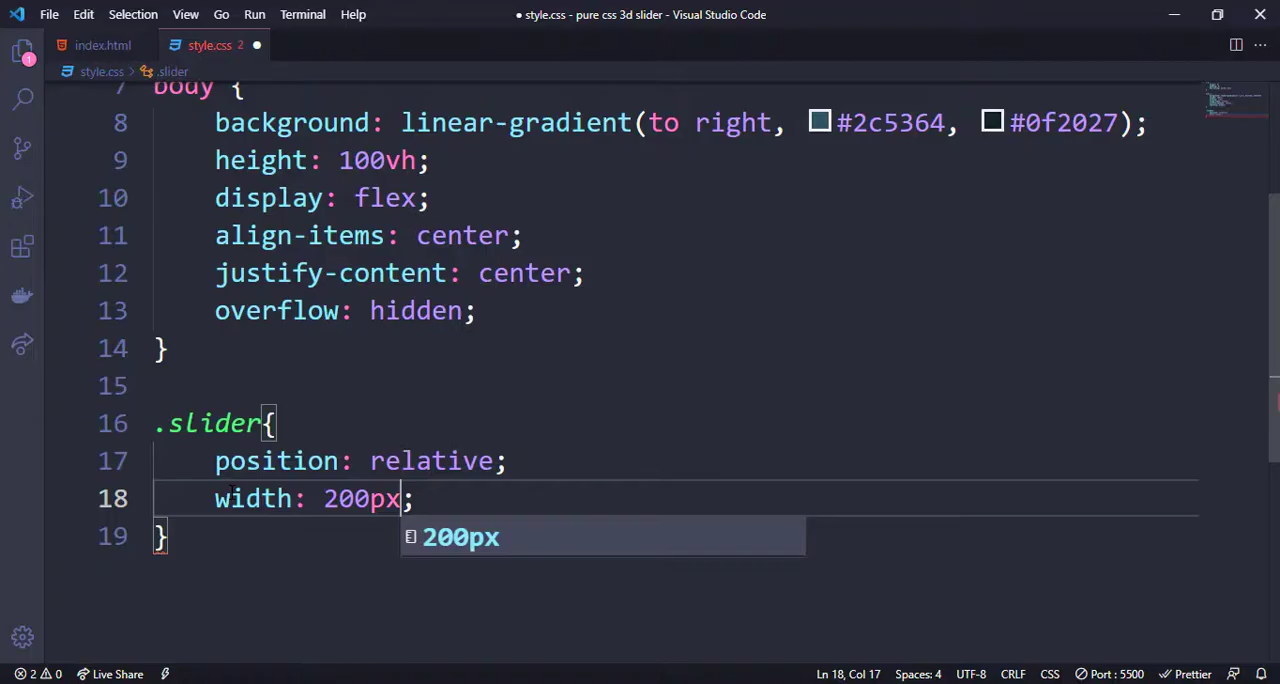 File Edit Selection View Go Run Terminal Help ● style.css - pure css 3d slider - Visual Studio Code
index.html style.css 2 ●
style.css > .slider
7 body {
8 background: linear-gradient(to right, #2c5364, #0f2027);
9 height: 100vh;
10 display: flex;
11 align-items: center;
12 justify-content: center;
13 overflow: hidden;
14 }
15
16 .slider{
17 position: relative;
18 width: 200px;
19 }
200px
1
2 0 Live Share Ln 18, Col 17 Spaces: 4 UTF-8 CRLF CSS Port : 5500 Prettier